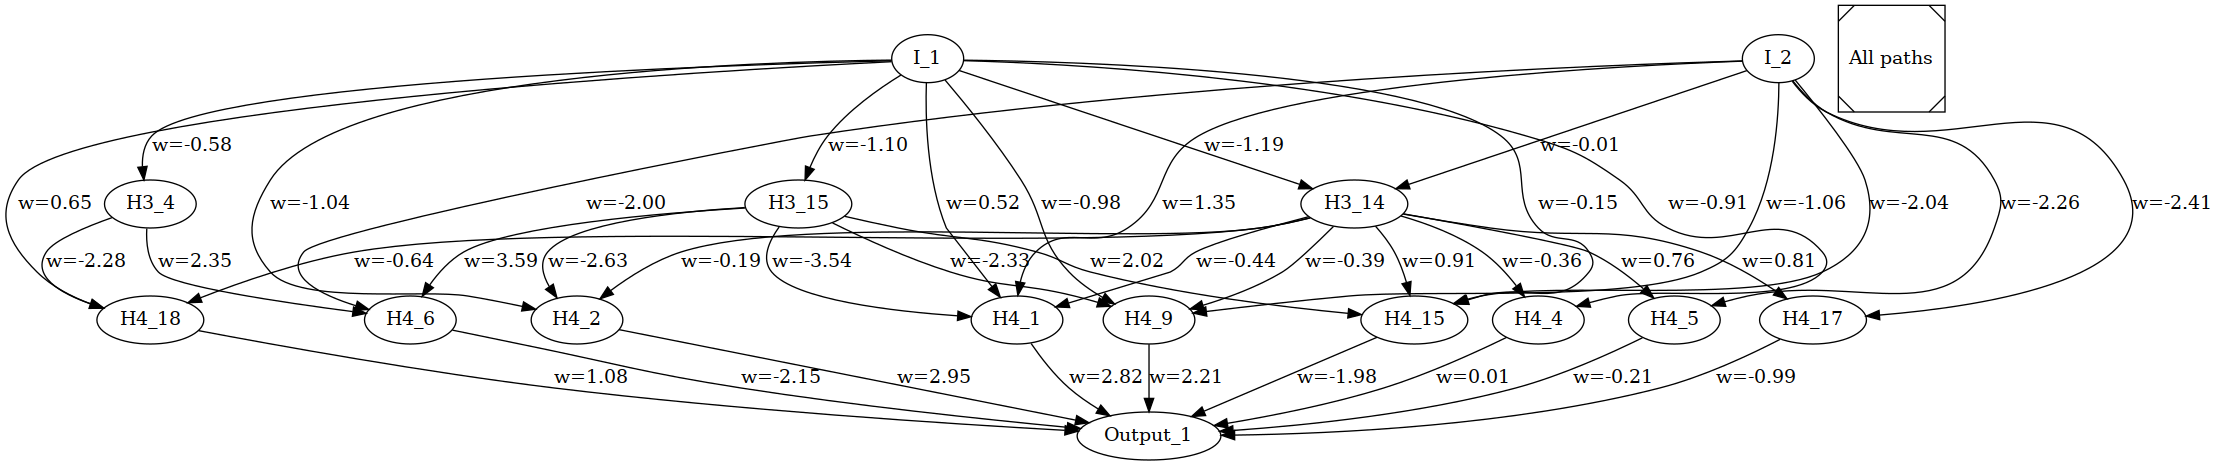 I_1
I_2
All paths
w=-0.58
w=-1.10
w=-1.19
w=-0.01
w=0.65
H3_4
w=-1.04
w=-2.00
H3_15
w=0.52
w=-0.98
w=1.35
H3_14
w=-0.15
w=-0.91
w=-1.06
w=-2.04
w=-2.26
w=-2.41
w=-2.28
w=2.35
w=-0.64
w=3.59
w=-2.63
w=-0.19
w=-3.54
w=-2.33
w=2.02
w=-0.44
w=-0.39
w=0.91
w=-0.36
w=0.76
w=0.81
H4_18
H4_6
H4_2
H4_1
H4_9
H4_15
H4_4
H4_5
H4_17
w=1.08
w=-2.15
w=2.95
w=2.82
w=2.21
w=-1.98
w=0.01
w=-0.21
w=-0.99
Output_1